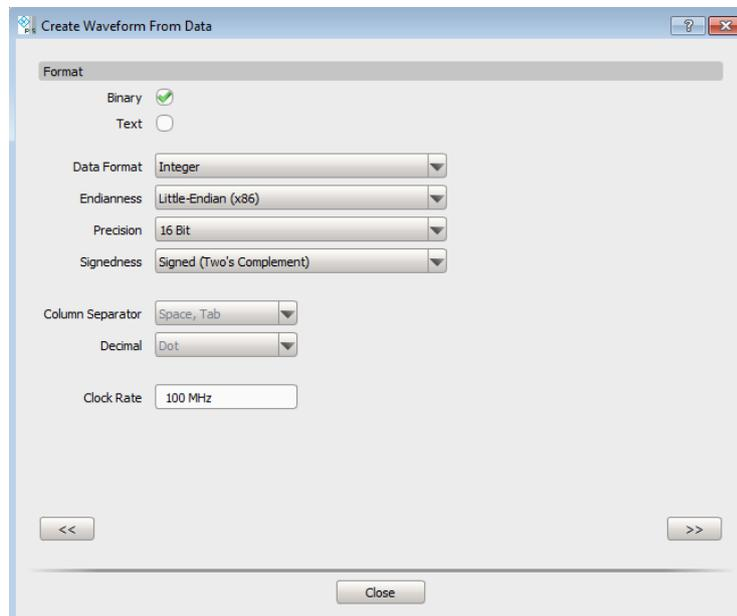 Create Waveform From Data
Format
Binary
Text
Data Format Integer
Endianness Little-Endian (x86)
Precision 16 Bit
Signedness Signed (Two's Complement)
Column Separator Space, Tab
Decimal Dot
Clock Rate 100 MHz
<< >>
Close